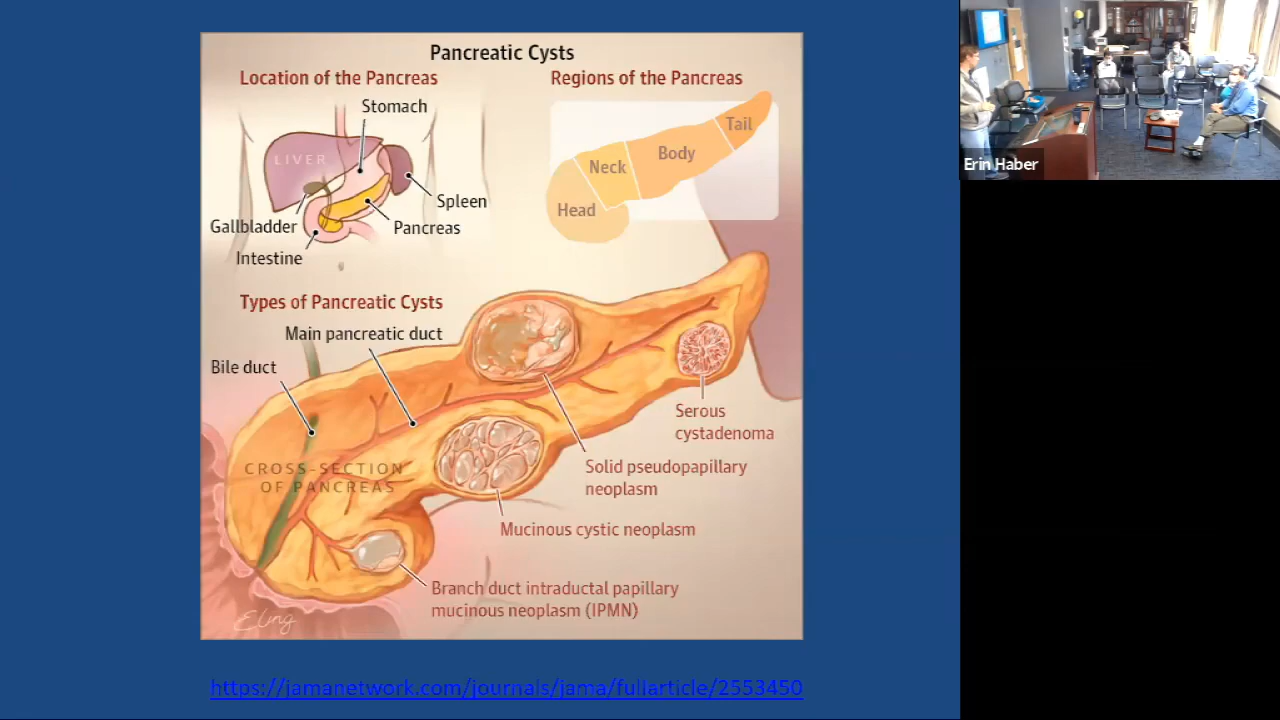 Pancreatic Cysts
Location of the Pancreas
Stomach
LIVER
Spleen
Gallbladder
Pancreas
Intestine
Regions of the Pancreas
Tail
Body
Neck
Head
Types of Pancreatic Cysts
Main pancreatic duct
Bile duct
Serous
cystadenoma
CROSS-SECTION
OF PANCREAS
Solid pseudopapillary
neoplasm
Mucinous cystic neoplasm
Branch duct intraductal papillary
mucinous neoplasm (IPMN)
https://jamanetwork.com/journals/jama/fullarticle/2553450
Erin Haber